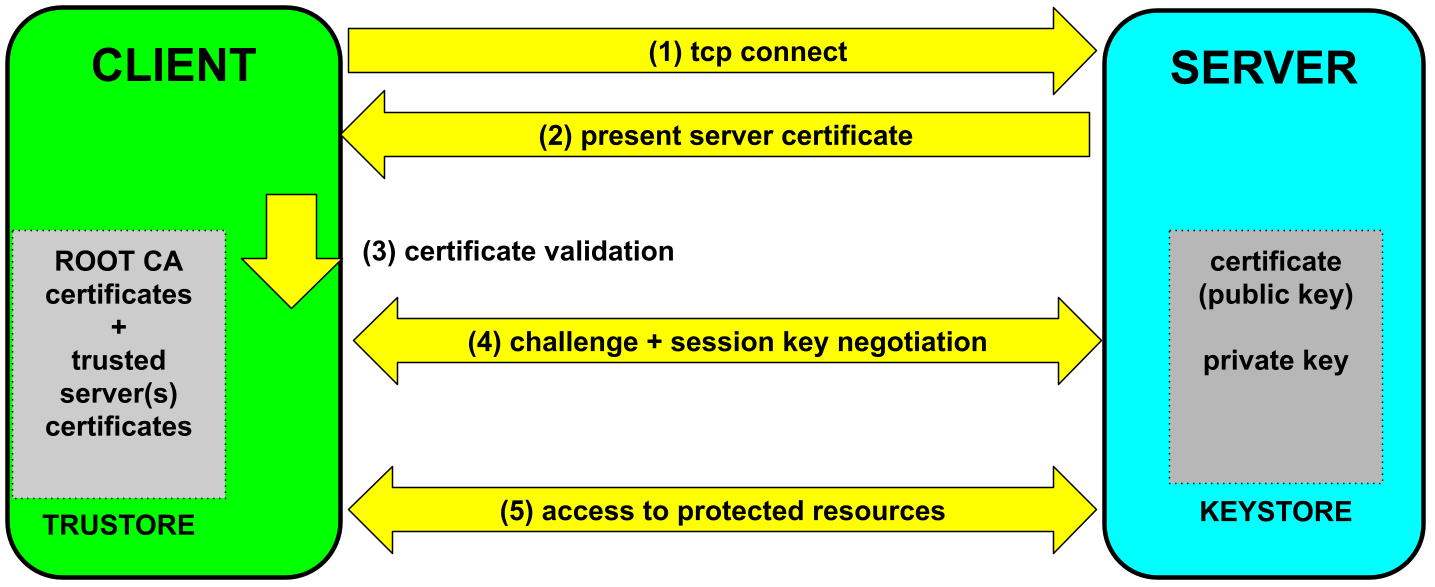 CLIENT
(1) tcp connect
SERVER
(2) present server certificate
(3) certificate validation
ROOT CA
certificates
+
trusted
server(s)
certificates
TRUSTORE
certificate
(public key)
private key
KEYSTORE
(4) challenge + session key negotiation
(5) access to protected resources